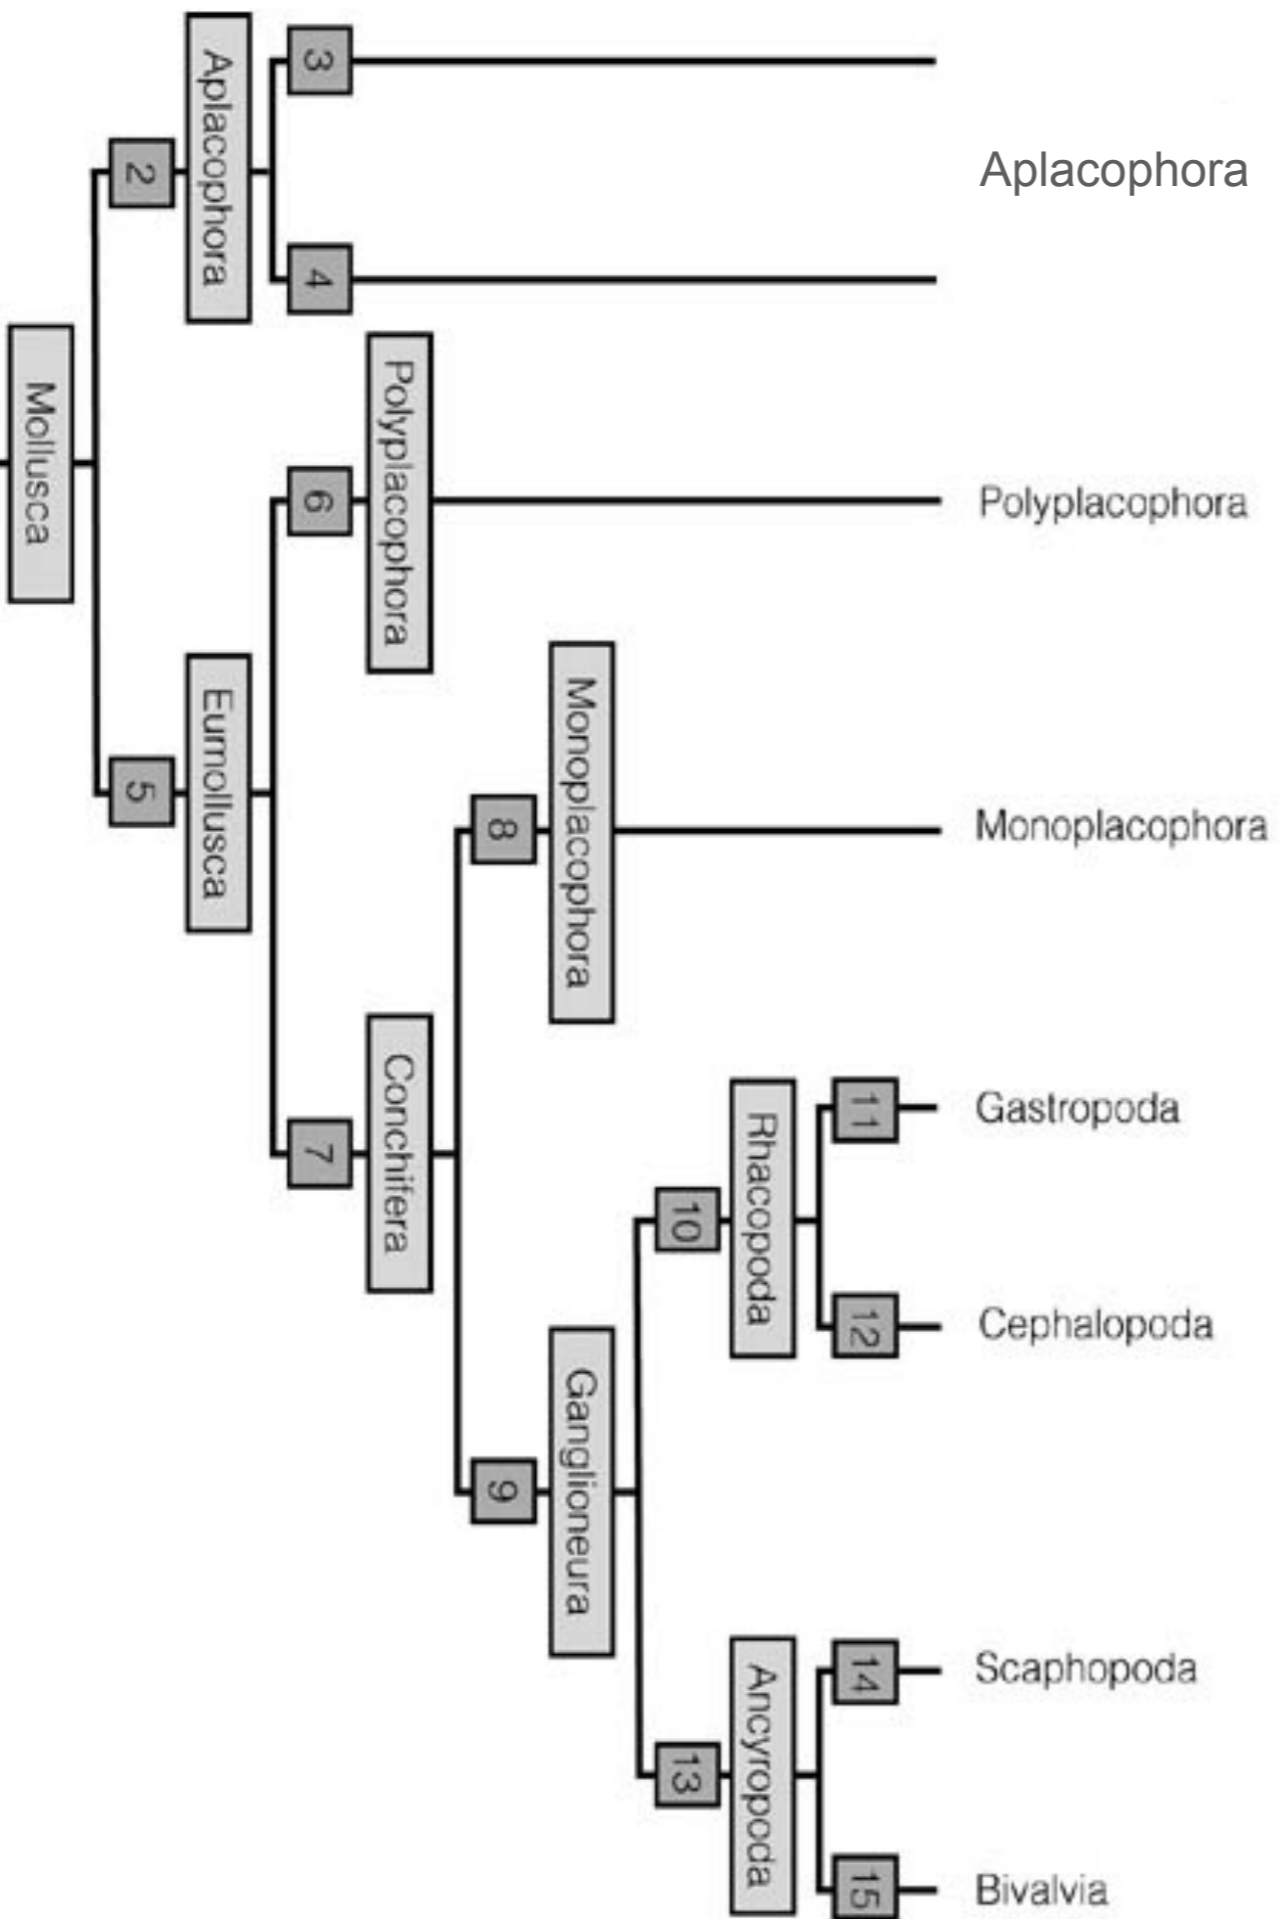 3
Aplacophora
2
Aplacophora
4
Mollusca
Polyplacophora
6
Polyplacophora
5
Eumollusca
Monoplacophora
8
Monoplacophora
7
Conchifera
11
Gastropoda
10
Rhacopoda
12
Cephalopoda
9
Ganglioneura
14
Scaphopoda
13
Ancyropoda
15
Bivalvia